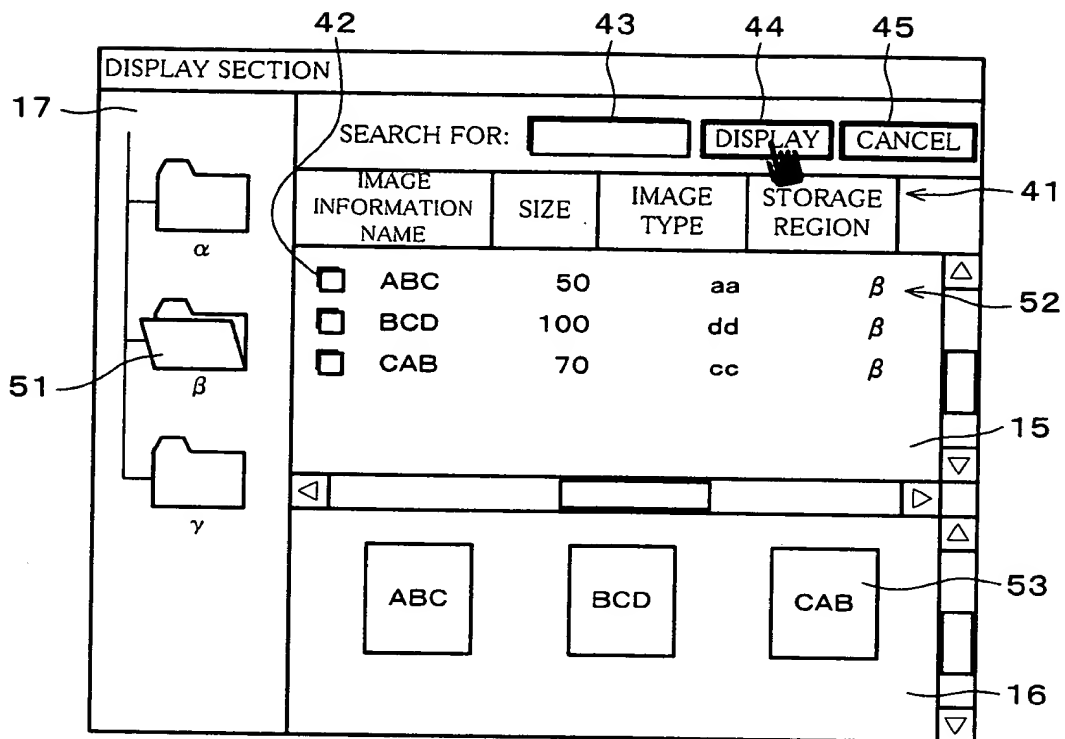 42 43 44 45
DISPLAY SECTION
17
SEARCH FOR: DISPLAY CANCEL
IMAGE INFORMATION NAME SIZE IMAGE TYPE STORAGE REGION 41
α
ABC 50 aa β 52
BCD 100 dd β
CAB 70 cc β
51
β
15
γ
ABC BCD CAB 53
16